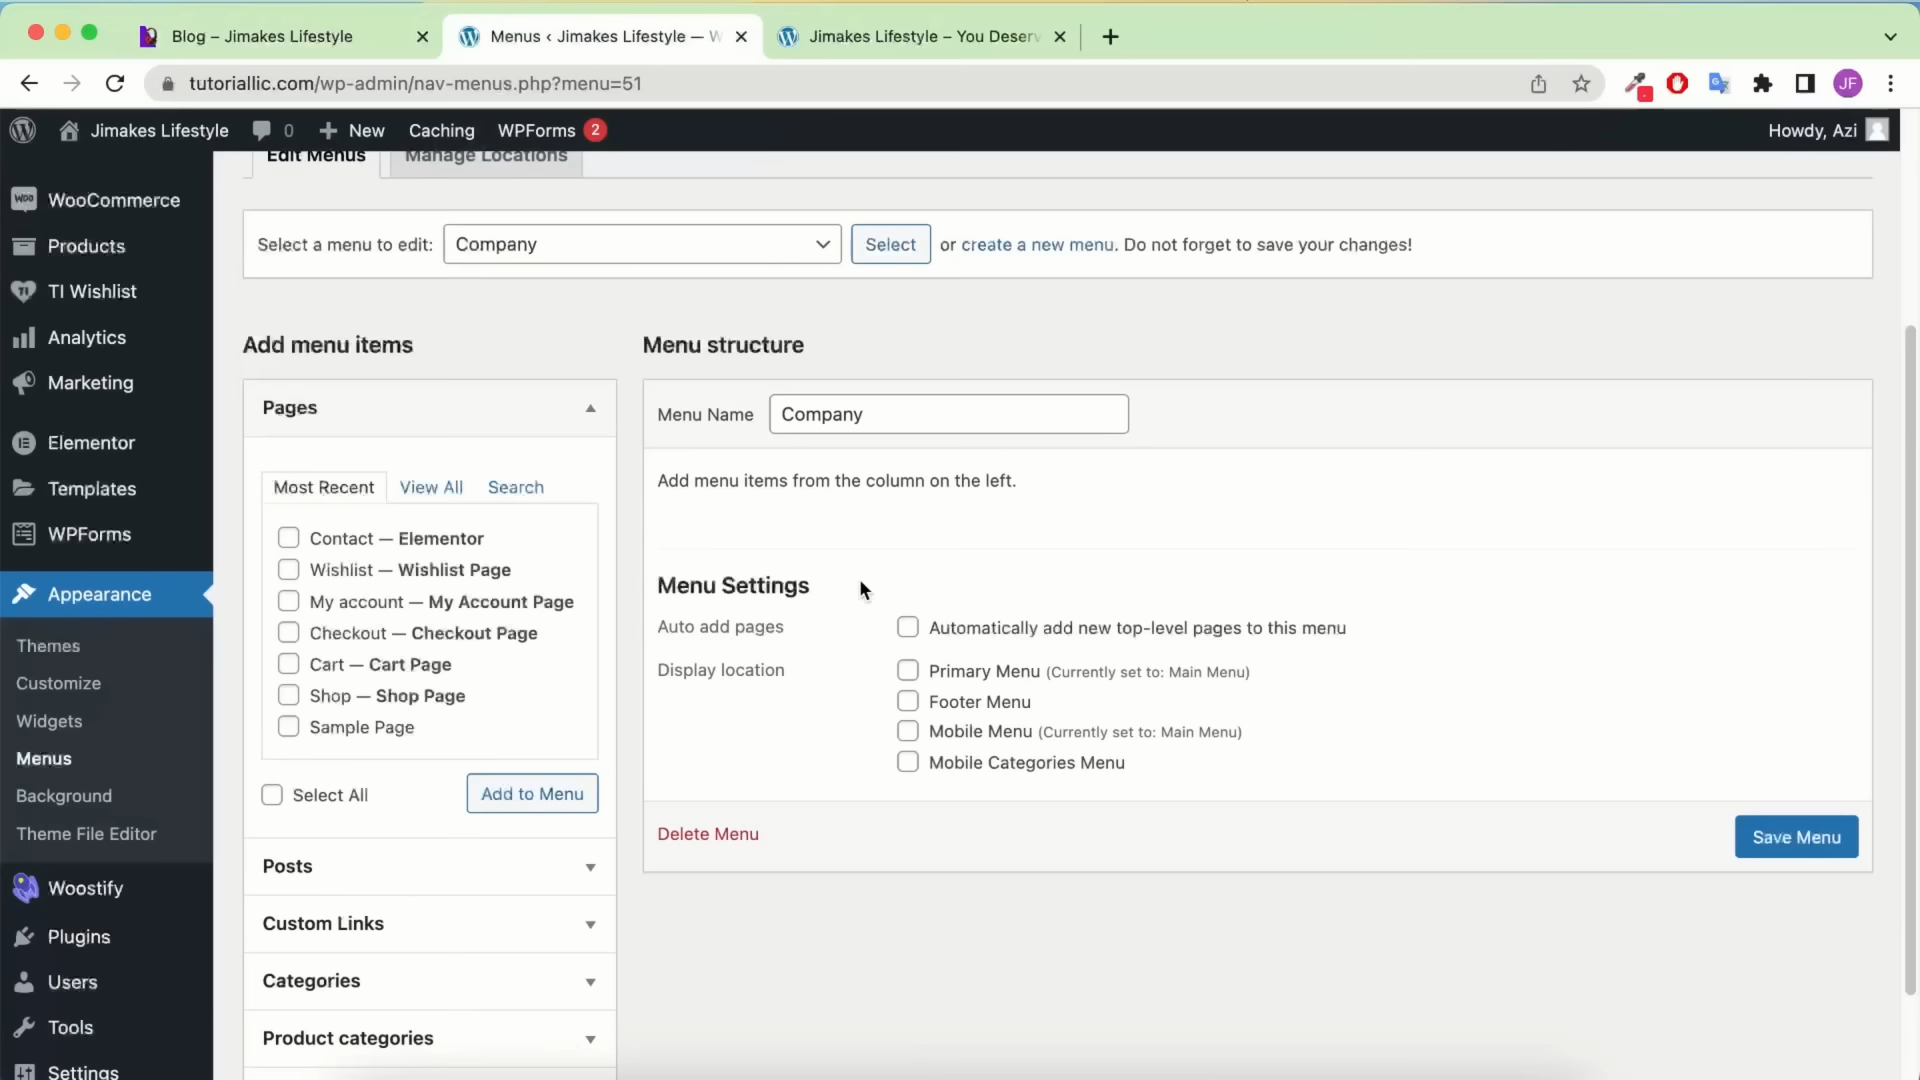 Blog – Jimakes Lifestyle
Menus ‹ Jimakes Lifestyle — W
Jimakes Lifestyle – You Deserv
tutoriallic.com/wp-admin/nav-menus.php?menu=51
JF
Jimakes Lifestyle
0
New
Caching
WPForms 2
Howdy, Azi
Edit Menus
Manage Locations
WooCommerce
Products
TI Wishlist
Analytics
Marketing
Elementor
Templates
WPForms
Appearance
Themes
Customize
Widgets
Menus
Background
Theme File Editor
Woostify
Plugins
Users
Tools
Settings
Select a menu to edit: Company Select or create a new menu. Do not forget to save your changes!
Add menu items
Pages
Most Recent View All Search
Contact — Elementor
Wishlist — Wishlist Page
My account — My Account Page
Checkout — Checkout Page
Cart — Cart Page
Shop — Shop Page
Sample Page
Select All
Add to Menu
Posts
Custom Links
Categories
Product categories
Menu structure
Menu Name Company
Add menu items from the column on the left.
Menu Settings
Auto add pages
Automatically add new top-level pages to this menu
Display location
Primary Menu (Currently set to: Main Menu)
Footer Menu
Mobile Menu (Currently set to: Main Menu)
Mobile Categories Menu
Delete Menu
Save Menu